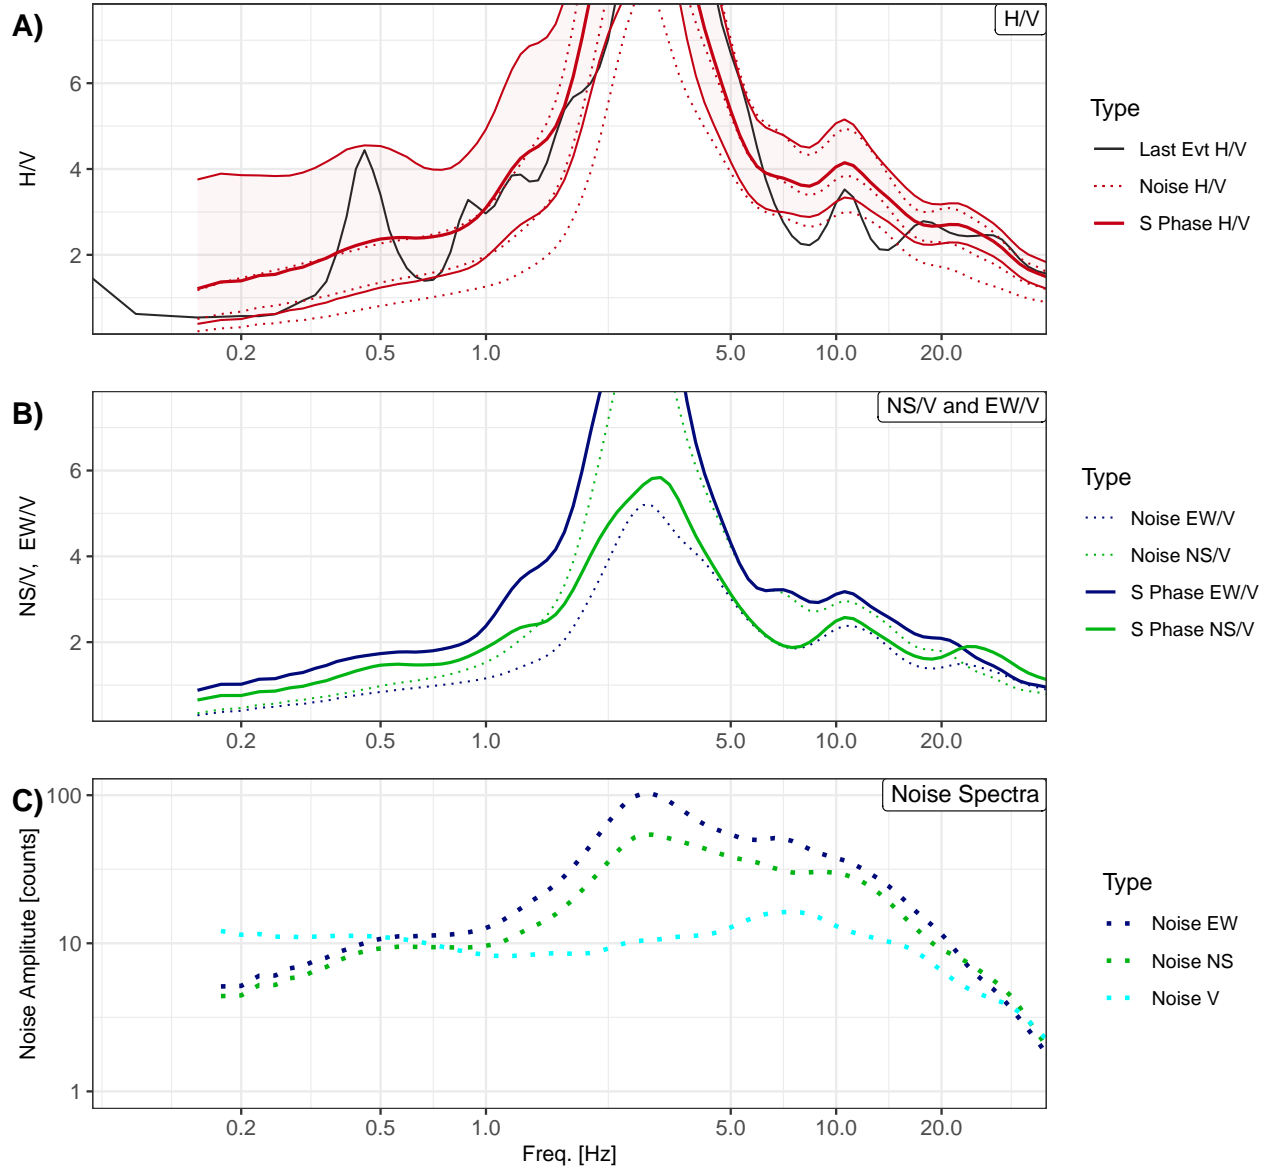 A)
H/V
H/V
6
4
2
0.2 0.5 1.0 5.0 10.0 20.0
Type
Last Evt H/V
Noise H/V
S Phase H/V
B)
NS/V and EW/V
NS/V, EW/V
6
4
2
0.2 0.5 1.0 5.0 10.0 20.0
Type
Noise EW/V
Noise NS/V
S Phase EW/V
S Phase NS/V
C)
Noise Spectra
Noise Amplitute [counts]
100
10
1
0.2 0.5 1.0 5.0 10.0 20.0
Freq. [Hz]
Type
Noise EW
Noise NS
Noise V